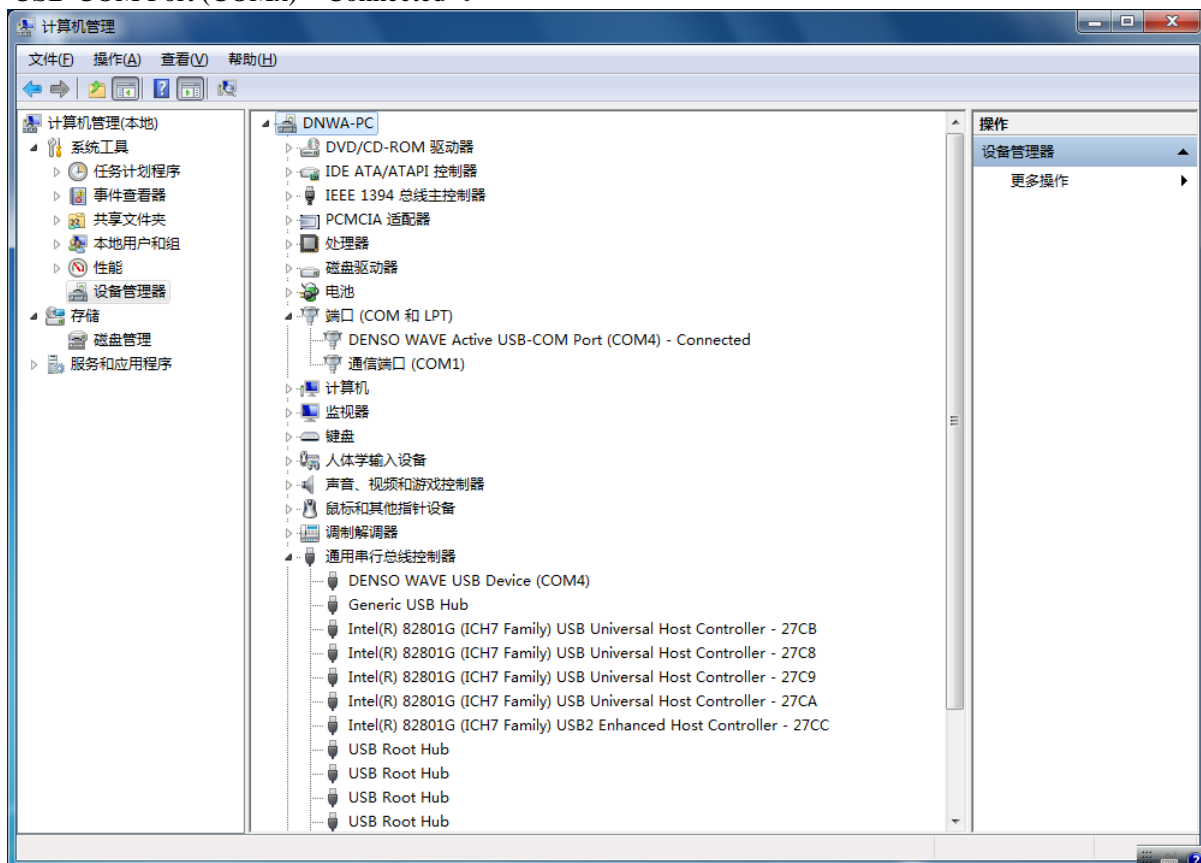 计算机管理
文件(F) 操作(A) 查看(V) 帮助(H)
计算机管理(本地)
系统工具
任务计划程序
事件查看器
共享文件夹
本地用户和组
性能
设备管理器
存储
磁盘管理
服务和应用程序
DNWA-PC
DVD/CD-ROM 驱动器
IDE ATA/ATAPI 控制器
IEEE 1394 总线主控制器
PCMCIA 适配器
处理器
磁盘驱动器
电池
端口 (COM 和 LPT)
DENSO WAVE Active USB-COM Port (COM4) - Connected
通信端口 (COM1)
计算机
监视器
键盘
人体学输入设备
声音、视频和游戏控制器
鼠标和其他指针设备
调制解调器
通用串行总线控制器
DENSO WAVE USB Device (COM4)
Generic USB Hub
Intel(R) 82801G (ICH7 Family) USB Universal Host Controller - 27CB
Intel(R) 82801G (ICH7 Family) USB Universal Host Controller - 27C8
Intel(R) 82801G (ICH7 Family) USB Universal Host Controller - 27C9
Intel(R) 82801G (ICH7 Family) USB Universal Host Controller - 27CA
Intel(R) 82801G (ICH7 Family) USB2 Enhanced Host Controller - 27CC
USB Root Hub
USB Root Hub
USB Root Hub
USB Root Hub
操作
设备管理器
更多操作